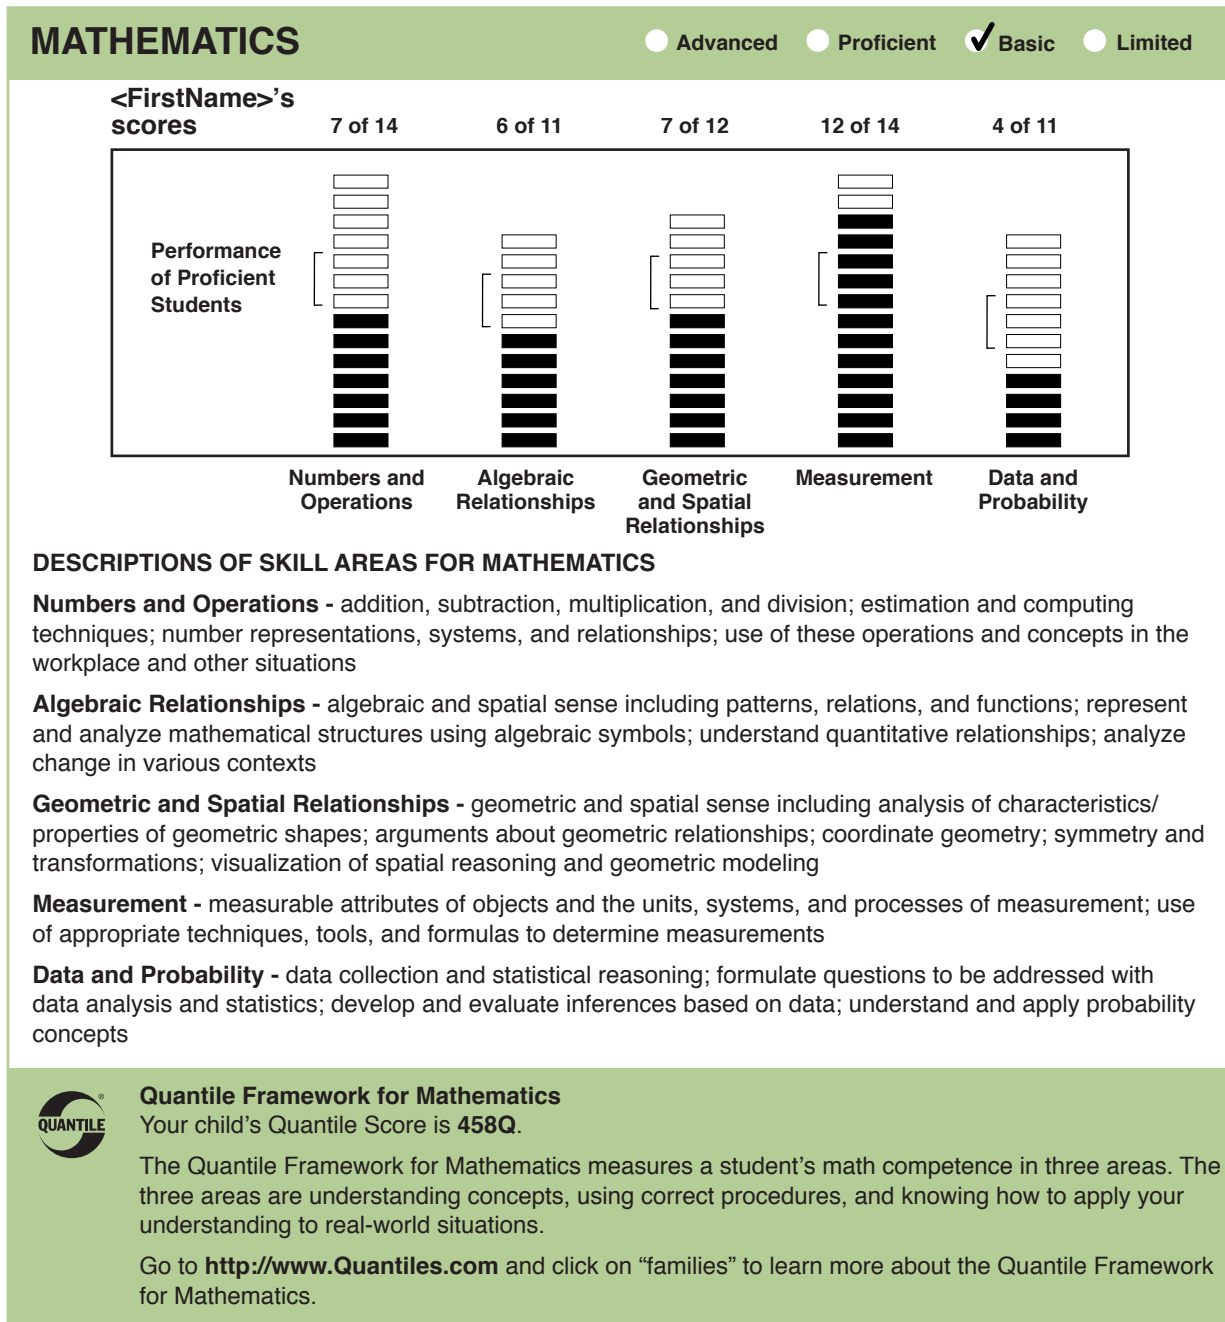 MATHEMATICS
Advanced Proficient Basic Limited
<FirstName>’s
scores 7 of 14 6 of 11 7 of 12 12 of 14 4 of 11
Performance
of Proficient
Students
Numbers and
Operations
Algebraic
Relationships
Geometric
and Spatial
Relationships
Measurement
Data and
Probability
DESCRIPTIONS OF SKILL AREAS FOR MATHEMATICS
Numbers and Operations - addition, subtraction, multiplication, and division; estimation and computing
techniques; number representations, systems, and relationships; use of these operations and concepts in the
workplace and other situations
Algebraic Relationships - algebraic and spatial sense including patterns, relations, and functions; represent
and analyze mathematical structures using algebraic symbols; understand quantitative relationships; analyze
change in various contexts
Geometric and Spatial Relationships - geometric and spatial sense including analysis of characteristics/
properties of geometric shapes; arguments about geometric relationships; coordinate geometry; symmetry and
transformations; visualization of spatial reasoning and geometric modeling
Measurement - measurable attributes of objects and the units, systems, and processes of measurement; use
of appropriate techniques, tools, and formulas to determine measurements
Data and Probability - data collection and statistical reasoning; formulate questions to be addressed with
data analysis and statistics; develop and evaluate inferences based on data; understand and apply probability
concepts
QUANTILE®
Quantile Framework for Mathematics
Your child’s Quantile Score is 458Q.
The Quantile Framework for Mathematics measures a student’s math competence in three areas. The
three areas are understanding concepts, using correct procedures, and knowing how to apply your
understanding to real-world situations.
Go to http://www.Quantiles.com and click on “families” to learn more about the Quantile Framework
for Mathematics.